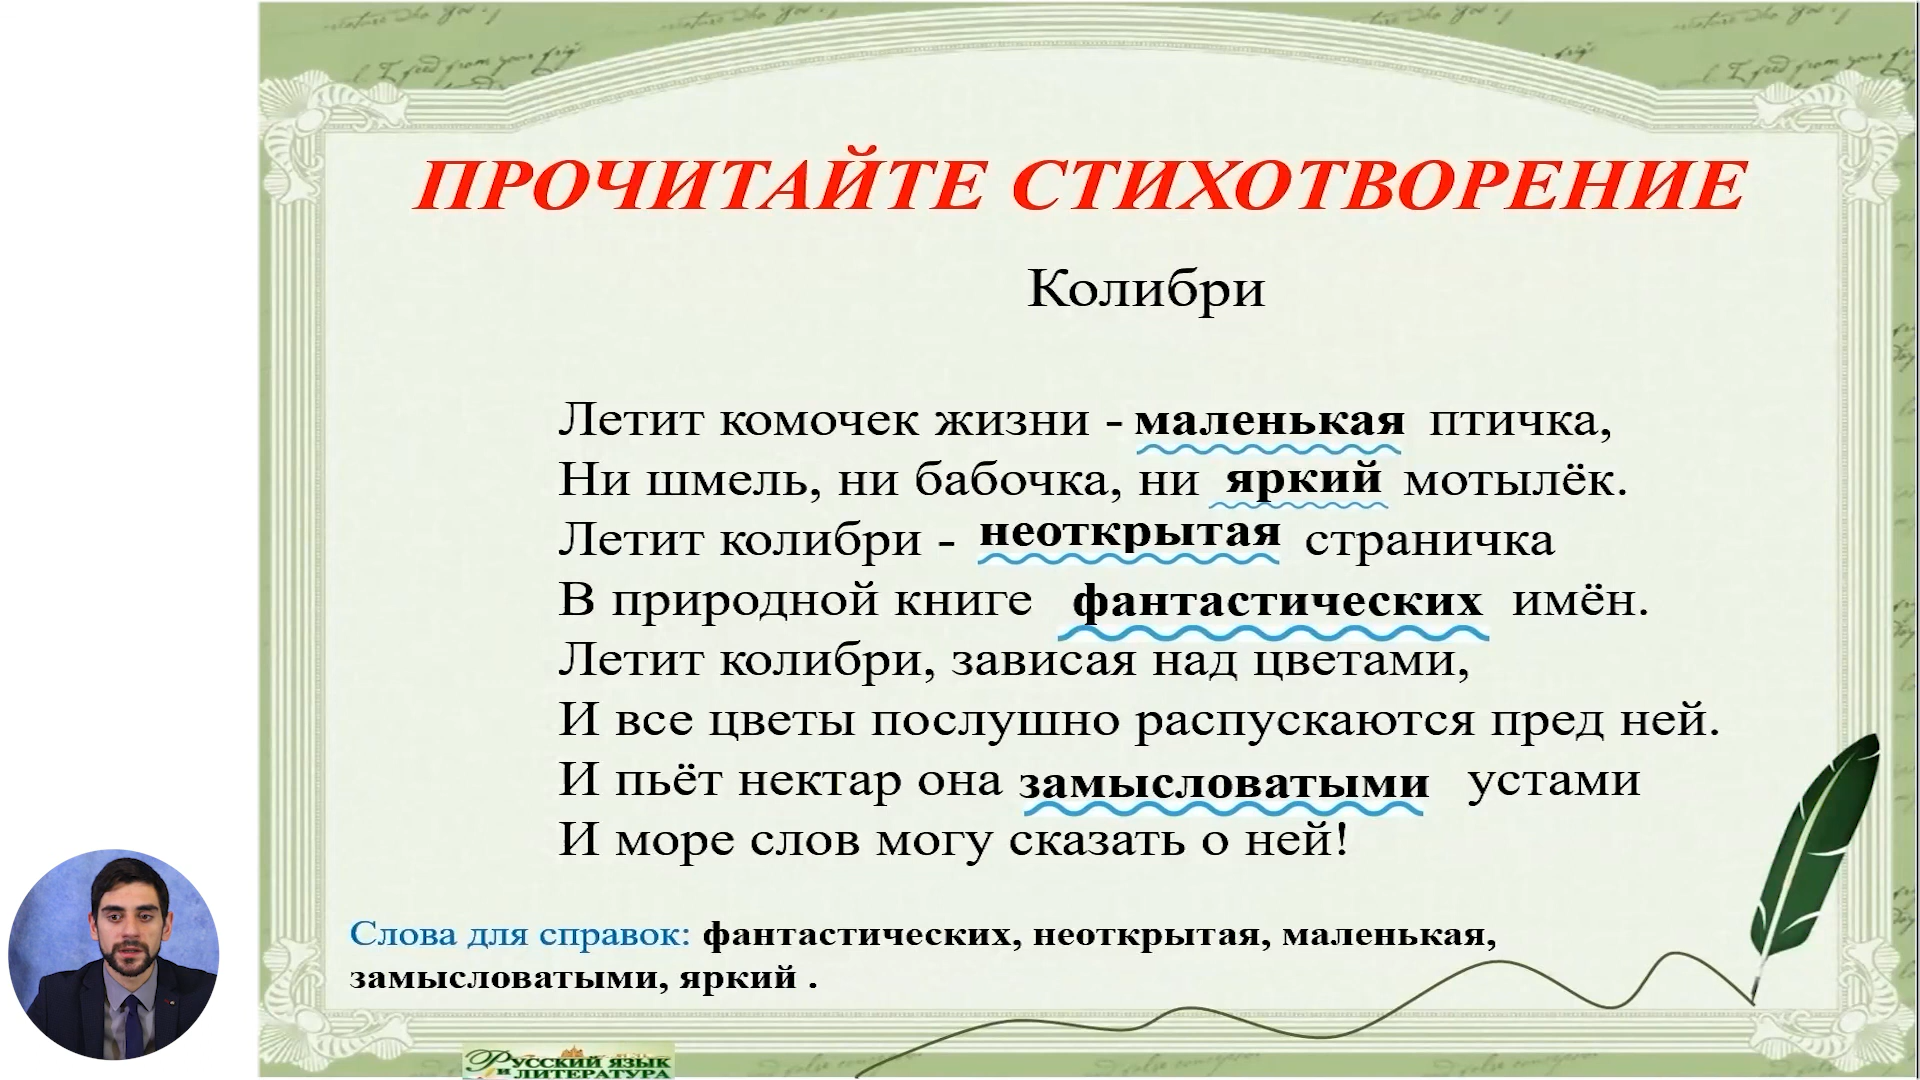 ПРОЧИТАЙТЕ СТИХОТВОРЕНИЕ
Колибри
Летит комочек жизни - маленькая птичка,
Ни шмель, ни бабочка, ни яркий мотылёк.
Летит колибри - неоткрытая страничка
В природной книге фантастических имён.
Летит колибри, зависая над цветами,
И все цветы послушно распускаются пред ней.
И пьёт нектар она замысловатыми устами
И море слов могу сказать о ней!
Слова для справок: фантастических, неоткрытая, маленькая,
замысловатыми, яркий .
Русский язык
и литература